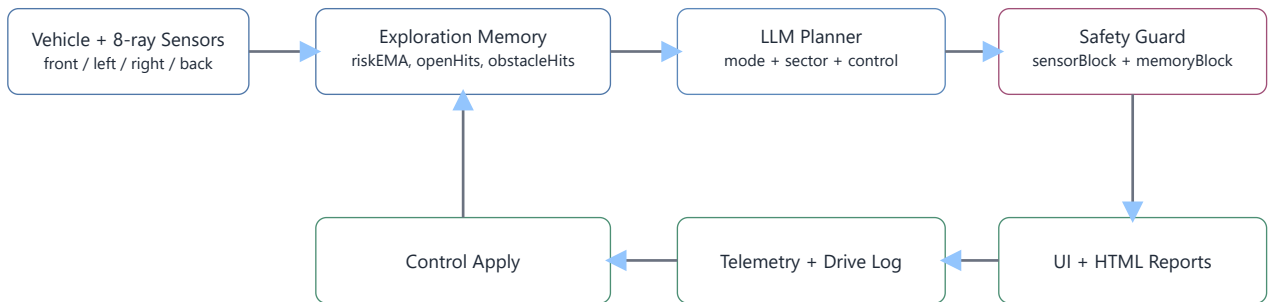 Vehicle + 8-ray Sensors
front / left / right / back
Exploration Memory
riskEMA, openHits, obstacleHits
LLM Planner
mode + sector + control
Safety Guard
sensorBlock + memoryBlock
Control Apply
Telemetry + Drive Log
UI + HTML Reports